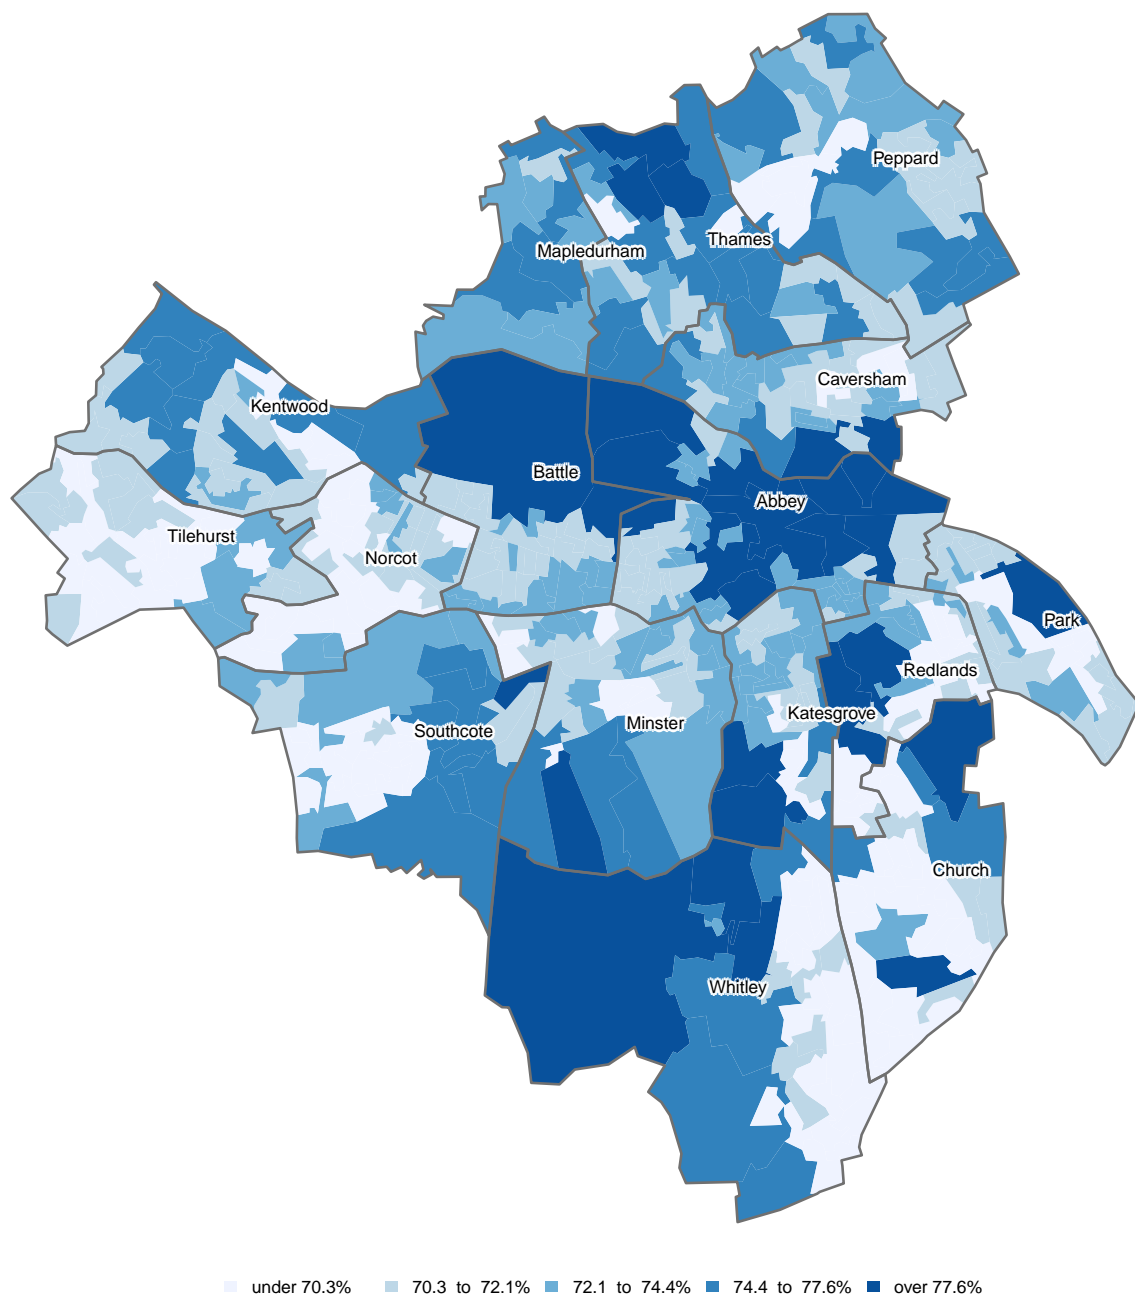 Peppard
Thames
Mapledurham
Caversham
Kentwood
Battle
Abbey
Tilehurst
Norcot
Park
Redlands
Katesgrove
Minster
Southcote
Church
Whitley
under 70.3% 70.3 to 72.1% 72.1 to 74.4% 74.4 to 77.6% over 77.6%